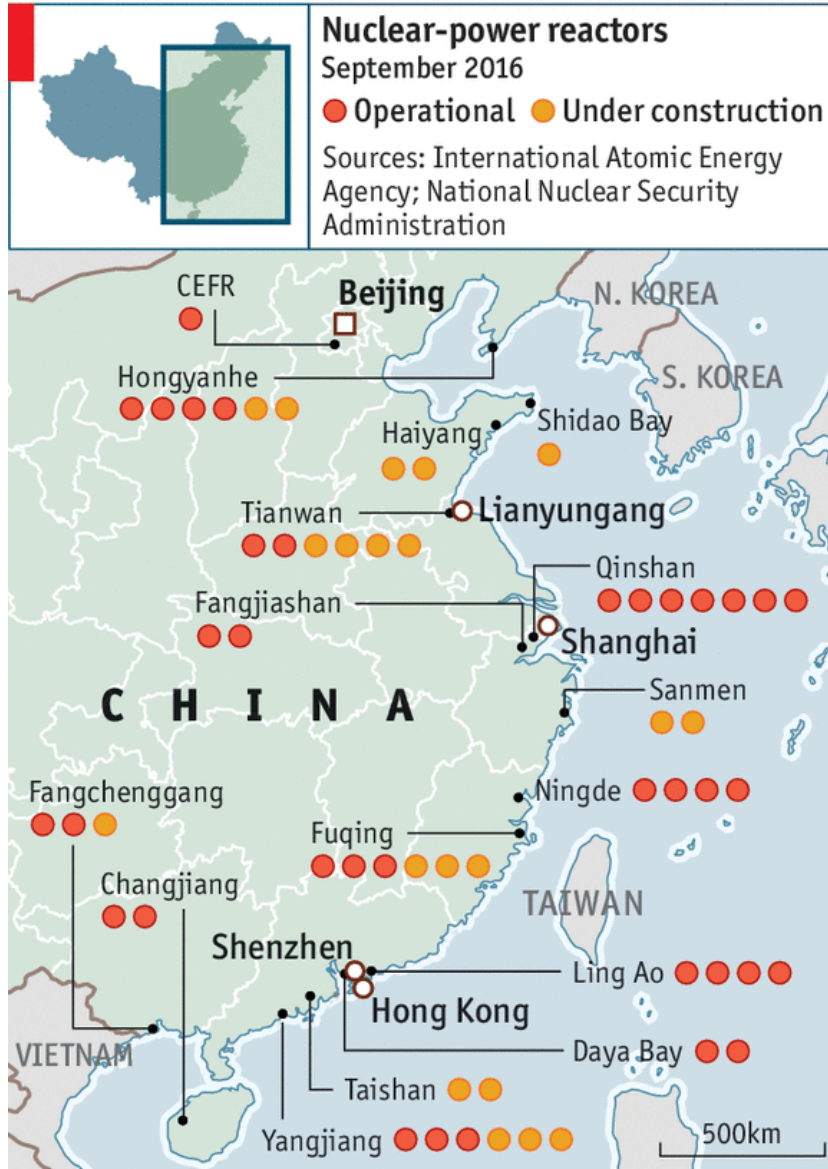 Nuclear-power reactors
September 2016
Operational Under construction
Sources: International Atomic Energy
Agency; National Nuclear Security
Administration
CEFR
Beijing
N. KOREA
Hongyanhe
S. KOREA
Haiyang
Shidao Bay
Tianwan
Lianyungang
Qinshan
Fangjiashan
Shanghai
CHINA
Sanmen
Fangchenggang
Ningde
Fuqing
Changjiang
TAIWAN
Shenzhen
Ling Ao
Hong Kong
VIETNAM
Daya Bay
Taishan
Yangjiang
500km